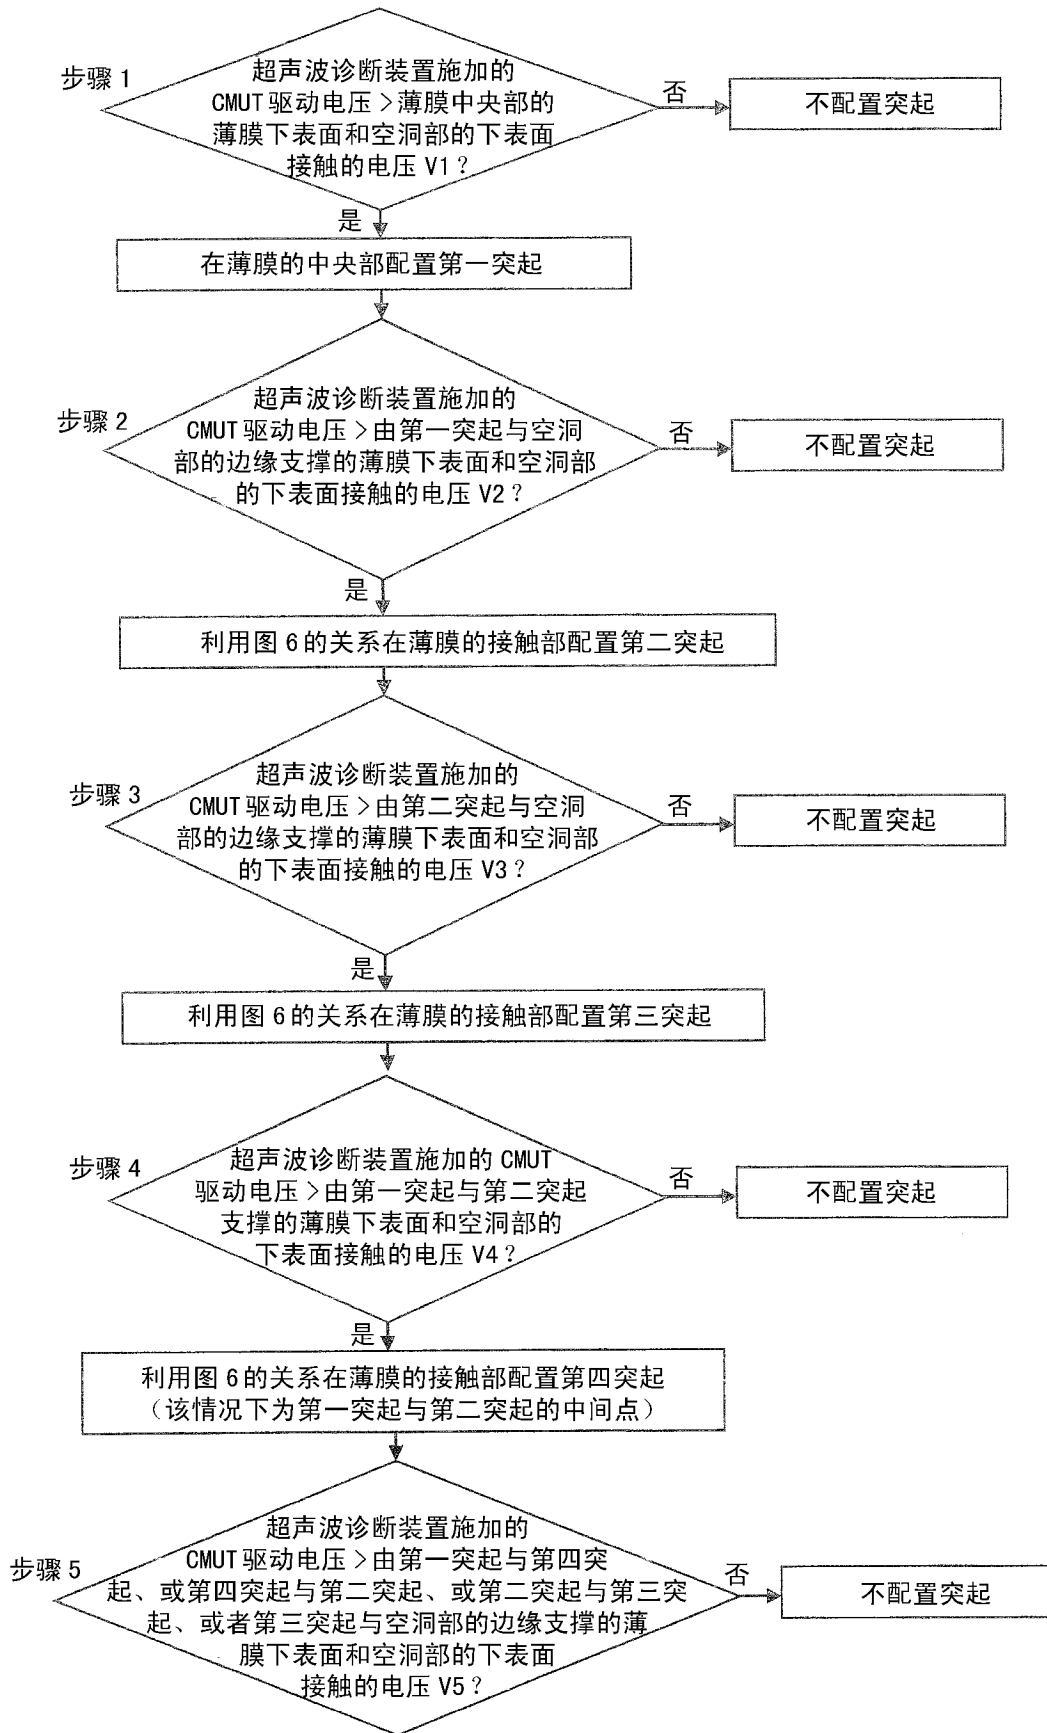 步骤 1
超声波诊断装置施加的
CMUT 驱动电压＞薄膜中央部的
薄膜下表面和空洞部的下表面
接触的电压 V1？
否
不配置突起
是
在薄膜的中央部配置第一突起
步骤 2
超声波诊断装置施加的
CMUT 驱动电压＞由第一突起与空洞
部的边缘支撑的薄膜下表面和空洞部
的下表面接触的电压 V2？
否
不配置突起
是
利用图 6 的关系在薄膜的接触部配置第二突起
步骤 3
超声波诊断装置施加的
CMUT 驱动电压＞由第二突起与空洞
部的边缘支撑的薄膜下表面和空洞部
的下表面接触的电压 V3？
否
不配置突起
是
利用图 6 的关系在薄膜的接触部配置第三突起
步骤 4
超声波诊断装置施加的 CMUT
驱动电压＞由第一突起与第二突起
支撑的薄膜下表面和空洞部的
下表面接触的电压 V4？
否
不配置突起
是
利用图 6 的关系在薄膜的接触部配置第四突起
（该情况下为第一突起与第二突起的中间点）
步骤 5
超声波诊断装置施加的
CMUT 驱动电压＞由第一突起与第四突
起、或第四突起与第二突起、或第二突起与第三突
起、或者第三突起与空洞部的边缘支撑的薄
膜下表面和空洞部的下表面
接触的电压 V5？
否
不配置突起